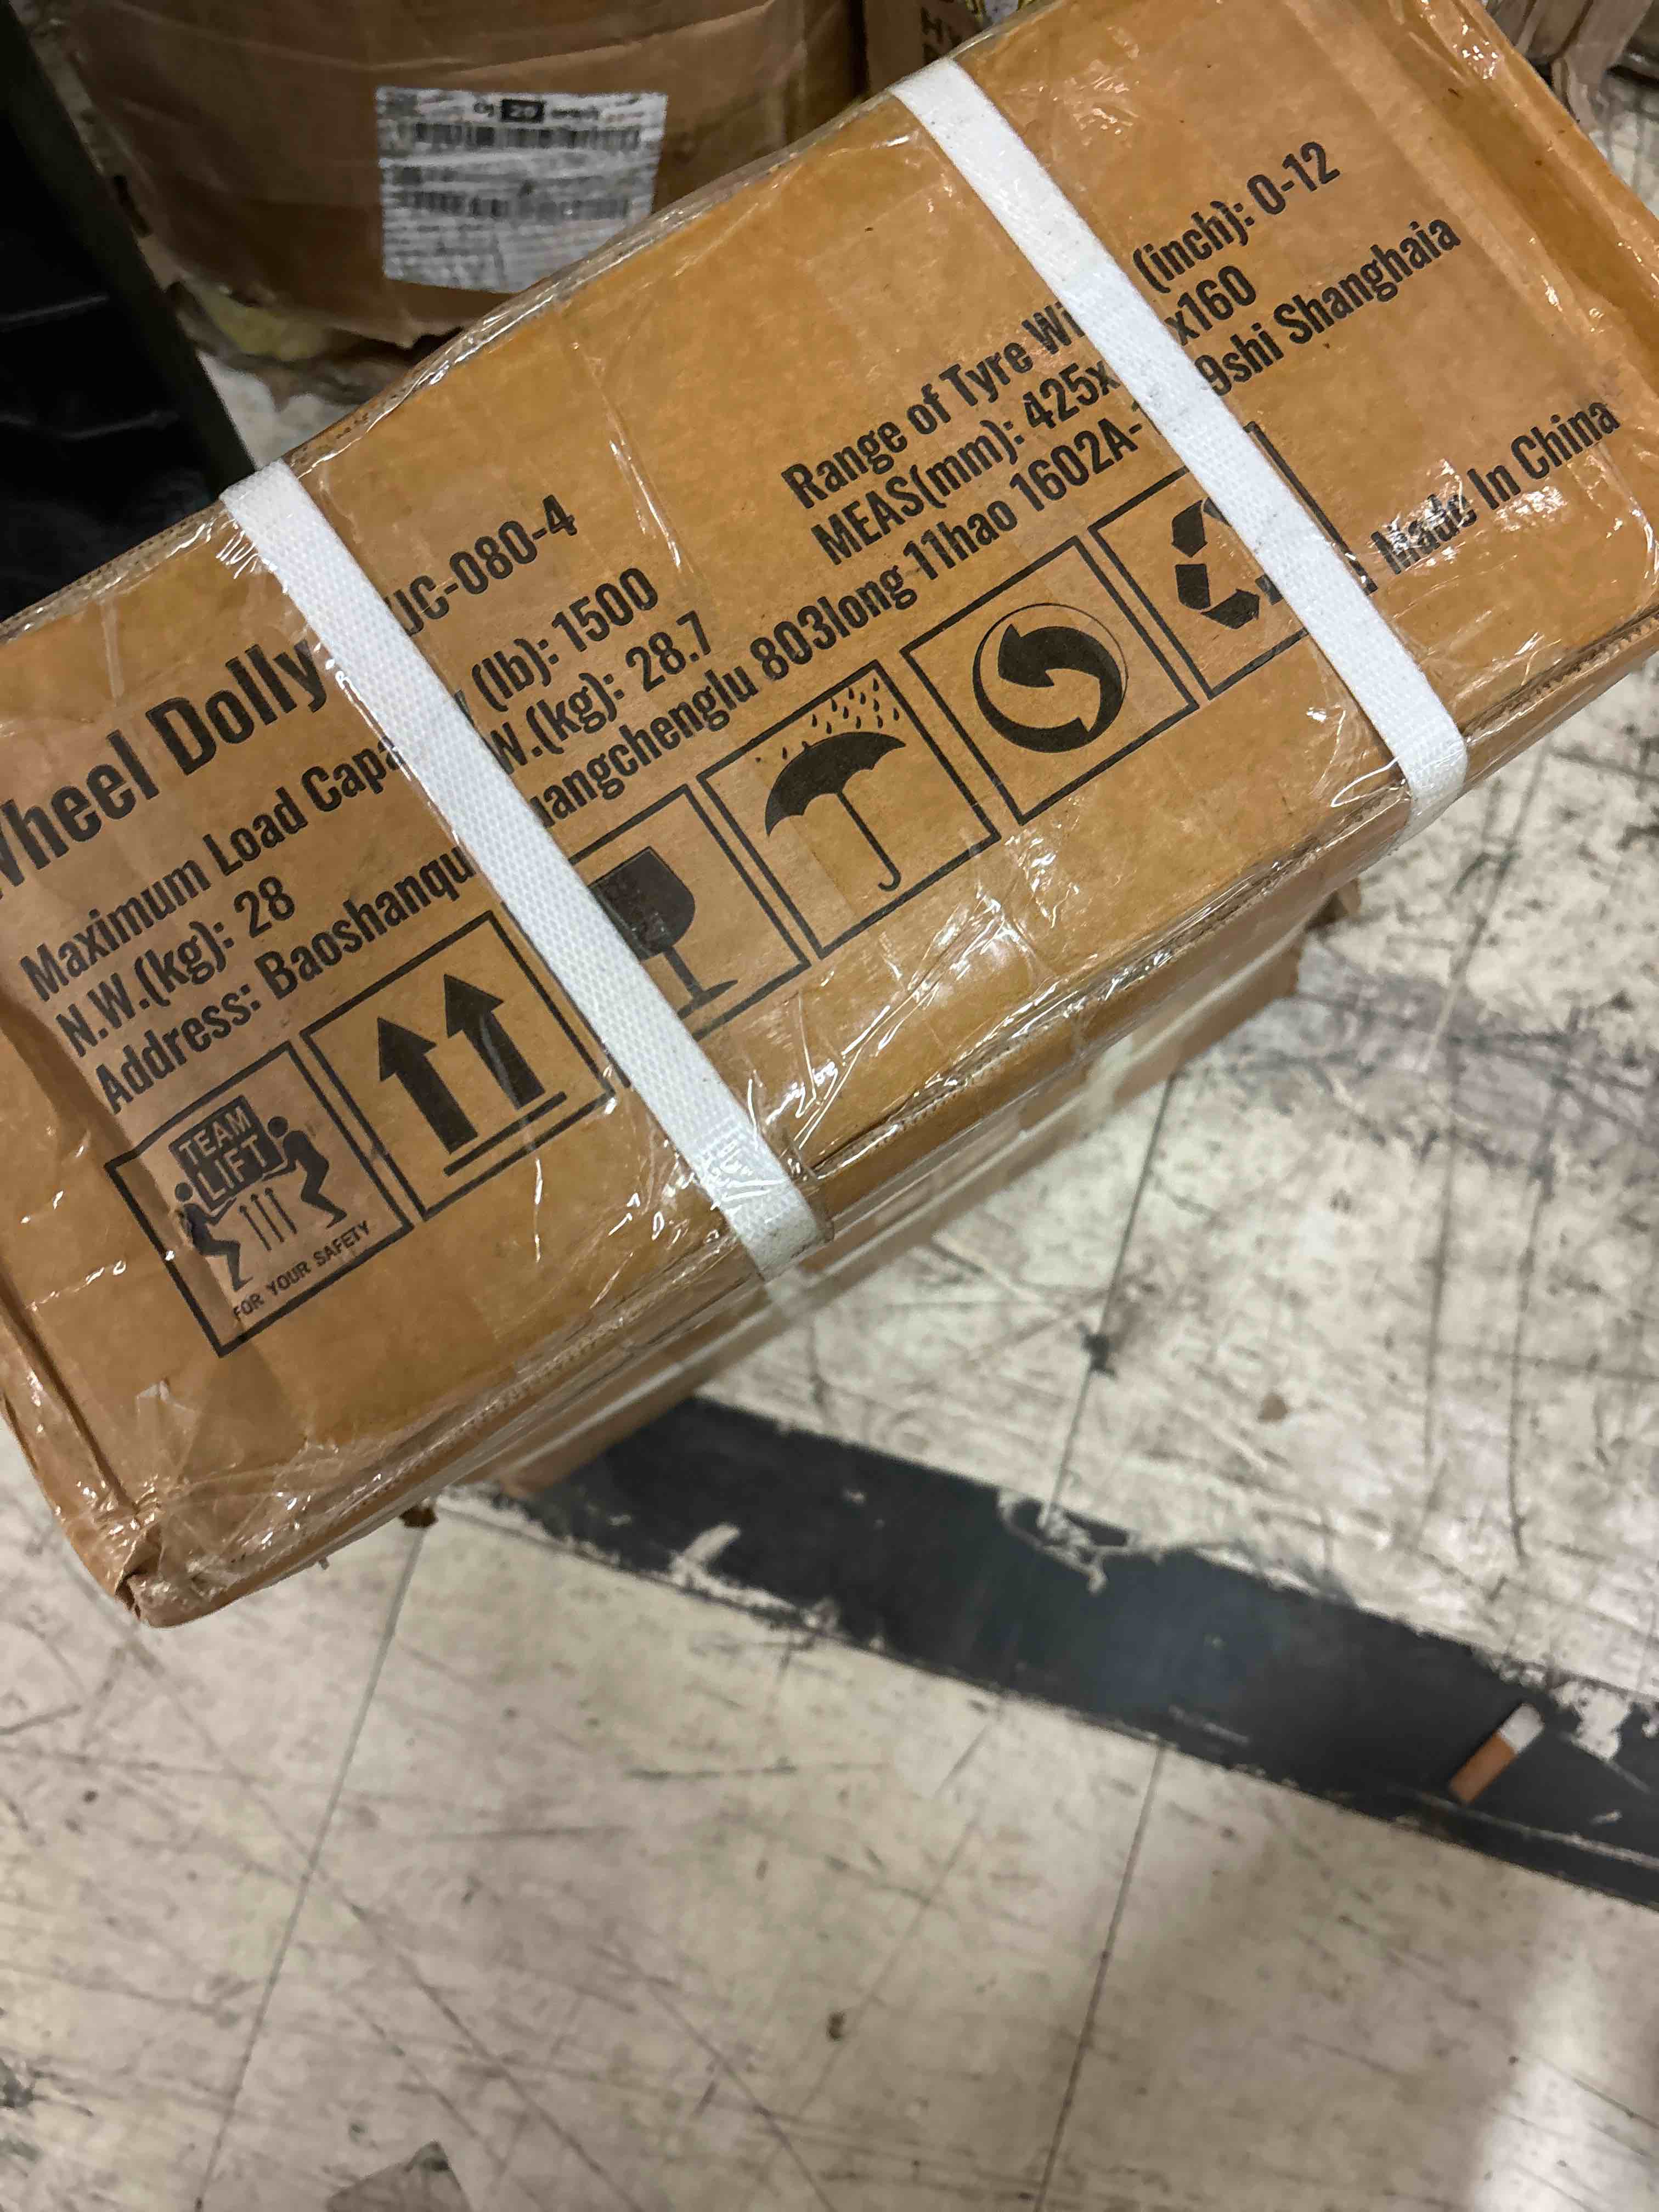 Wheel Dolly UC-080-4
Maximum Load Capa (lb): 1500
Range of Tyre Wi (inch): 0-12
N.W.(kg): 28 W.(kg): 28.7
MEAS(mm): 425x x160
Address: Baoshanqu angchenglu 803long 11hao 1602A- 9shi Shanghaia
TEAM
LIFT
FOR YOUR SAFETY
Made In China